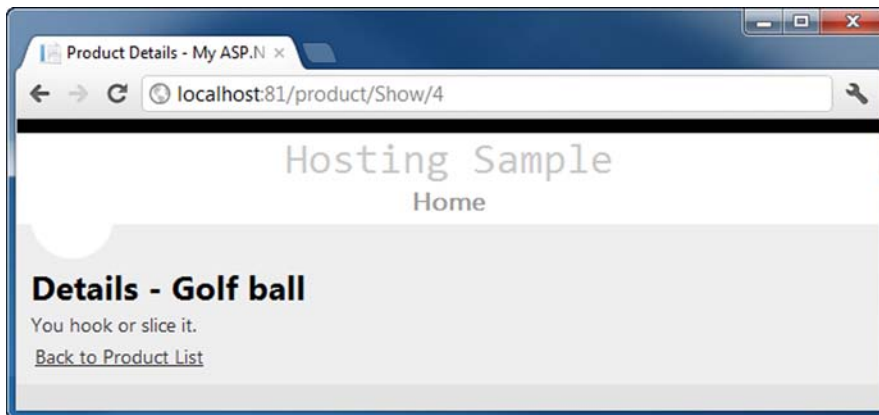 Product Details - My ASP.N
localhost:81/product/Show/4
Hosting Sample
Home
Details - Golf ball
You hook or slice it.
Back to Product List